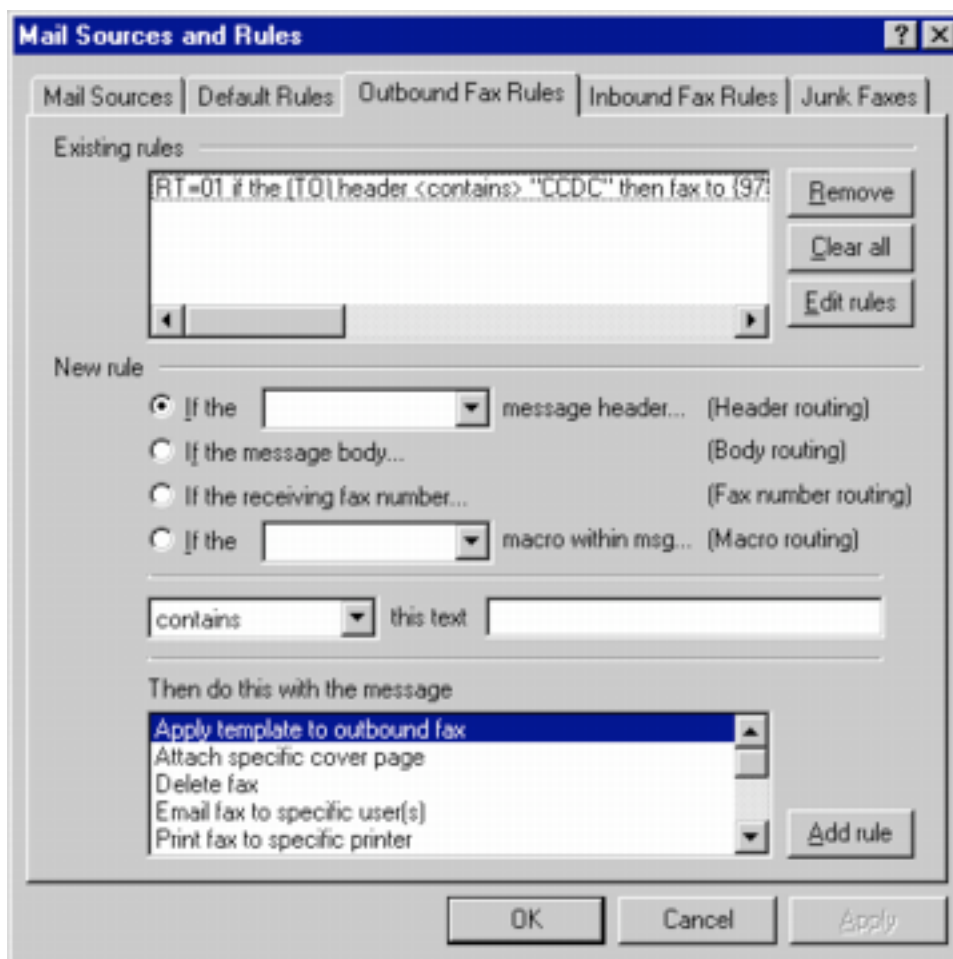 Mail Sources and Rules
Mail Sources Default Rules Outbound Fax Rules Inbound Fax Rules Junk Faxes
Existing rules
RT=01 if the (TO) header <contains> "CCDC" then fax to {97
Remove
Clear all
Edit rules
New rule
If the message header... (Header routing)
If the message body... (Body routing)
If the receiving fax number... (Fax number routing)
If the macro within msg... (Macro routing)
contains this text
Then do this with the message
Apply template to outbound fax
Attach specific cover page
Delete fax
Email fax to specific user(s)
Print fax to specific printer
Add rule
OK Cancel Apply